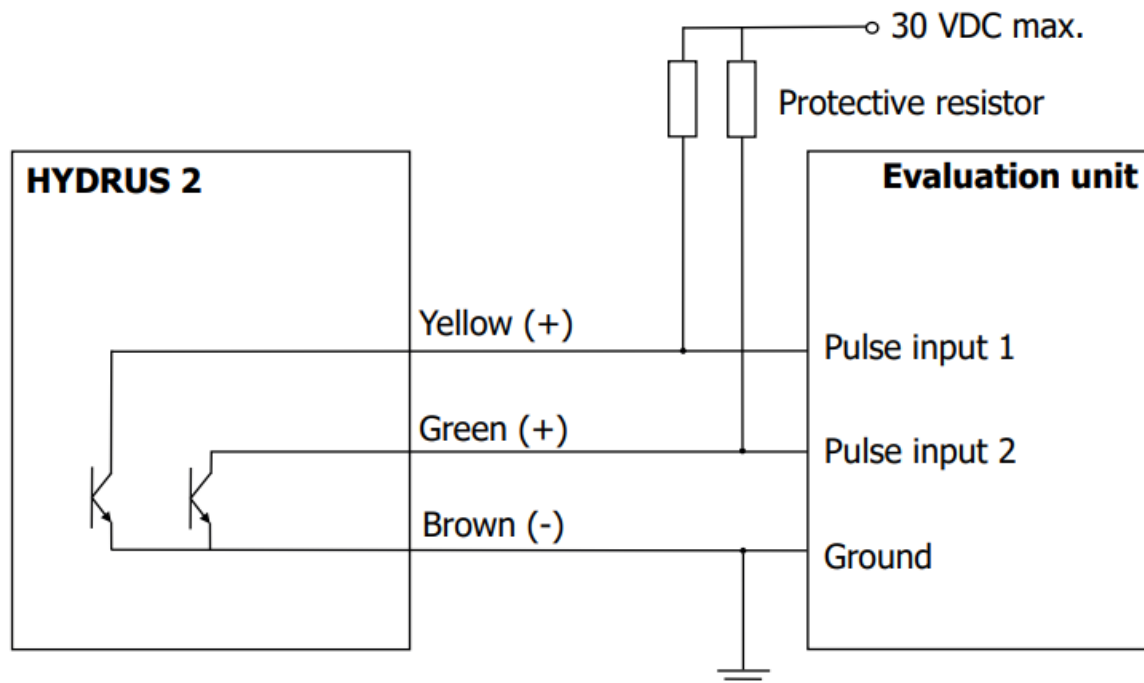 30 VDC max.
Protective resistor
HYDRUS 2
Evaluation unit
Yellow (+)
Pulse input 1
Green (+)
Pulse input 2
Brown (-)
Ground